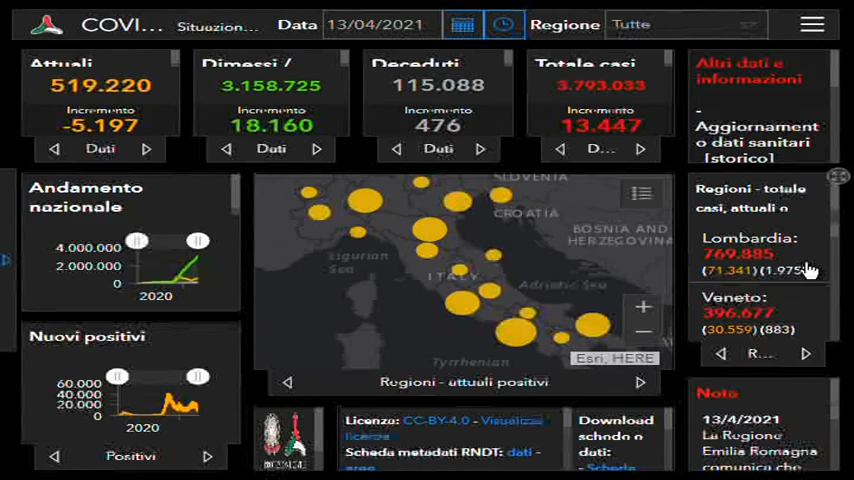 COVI...
Situazion...
Data
13/04/2021
Regione
Tutte
Attuali
519.220
Incremento
-5.197
Dati
Dimessi /
3.158.725
Incremento
18.160
Dati
Deceduti
115.088
Incremento
476
Dati
Totale casi
3.793.033
Incremento
13.447
D...
Altri dati e
informazioni
-
Aggiornament
o dati sanitari
[storico]
Andamento
nazionale
4.000.000
2.000.000
0
2020
Nuovi positivi
60.000
40.000
20.000
0
2020
Positivi
SLOVENIA
CROATIA
BOSNIA AND
HERZEGOVINA
Ligurian
Sea
ITALY
Adriatic Sea
Tyrrhenian
Esri, HERE
+
−
Regioni - attuali positivi
Regioni - totale
casi, attuali
Lombardia:
769.885
(71.341) (1.975
Veneto:
396.677
(30.559) (883)
R...
Licenza: CC-BY-4.0 - Visualizza
licenza
Scheda metadati RNDT: dati -
aree
Download
schede o
dati:
- Scheda
Note
13/4/2021
La Regione
Emilia Romagna
comunica che